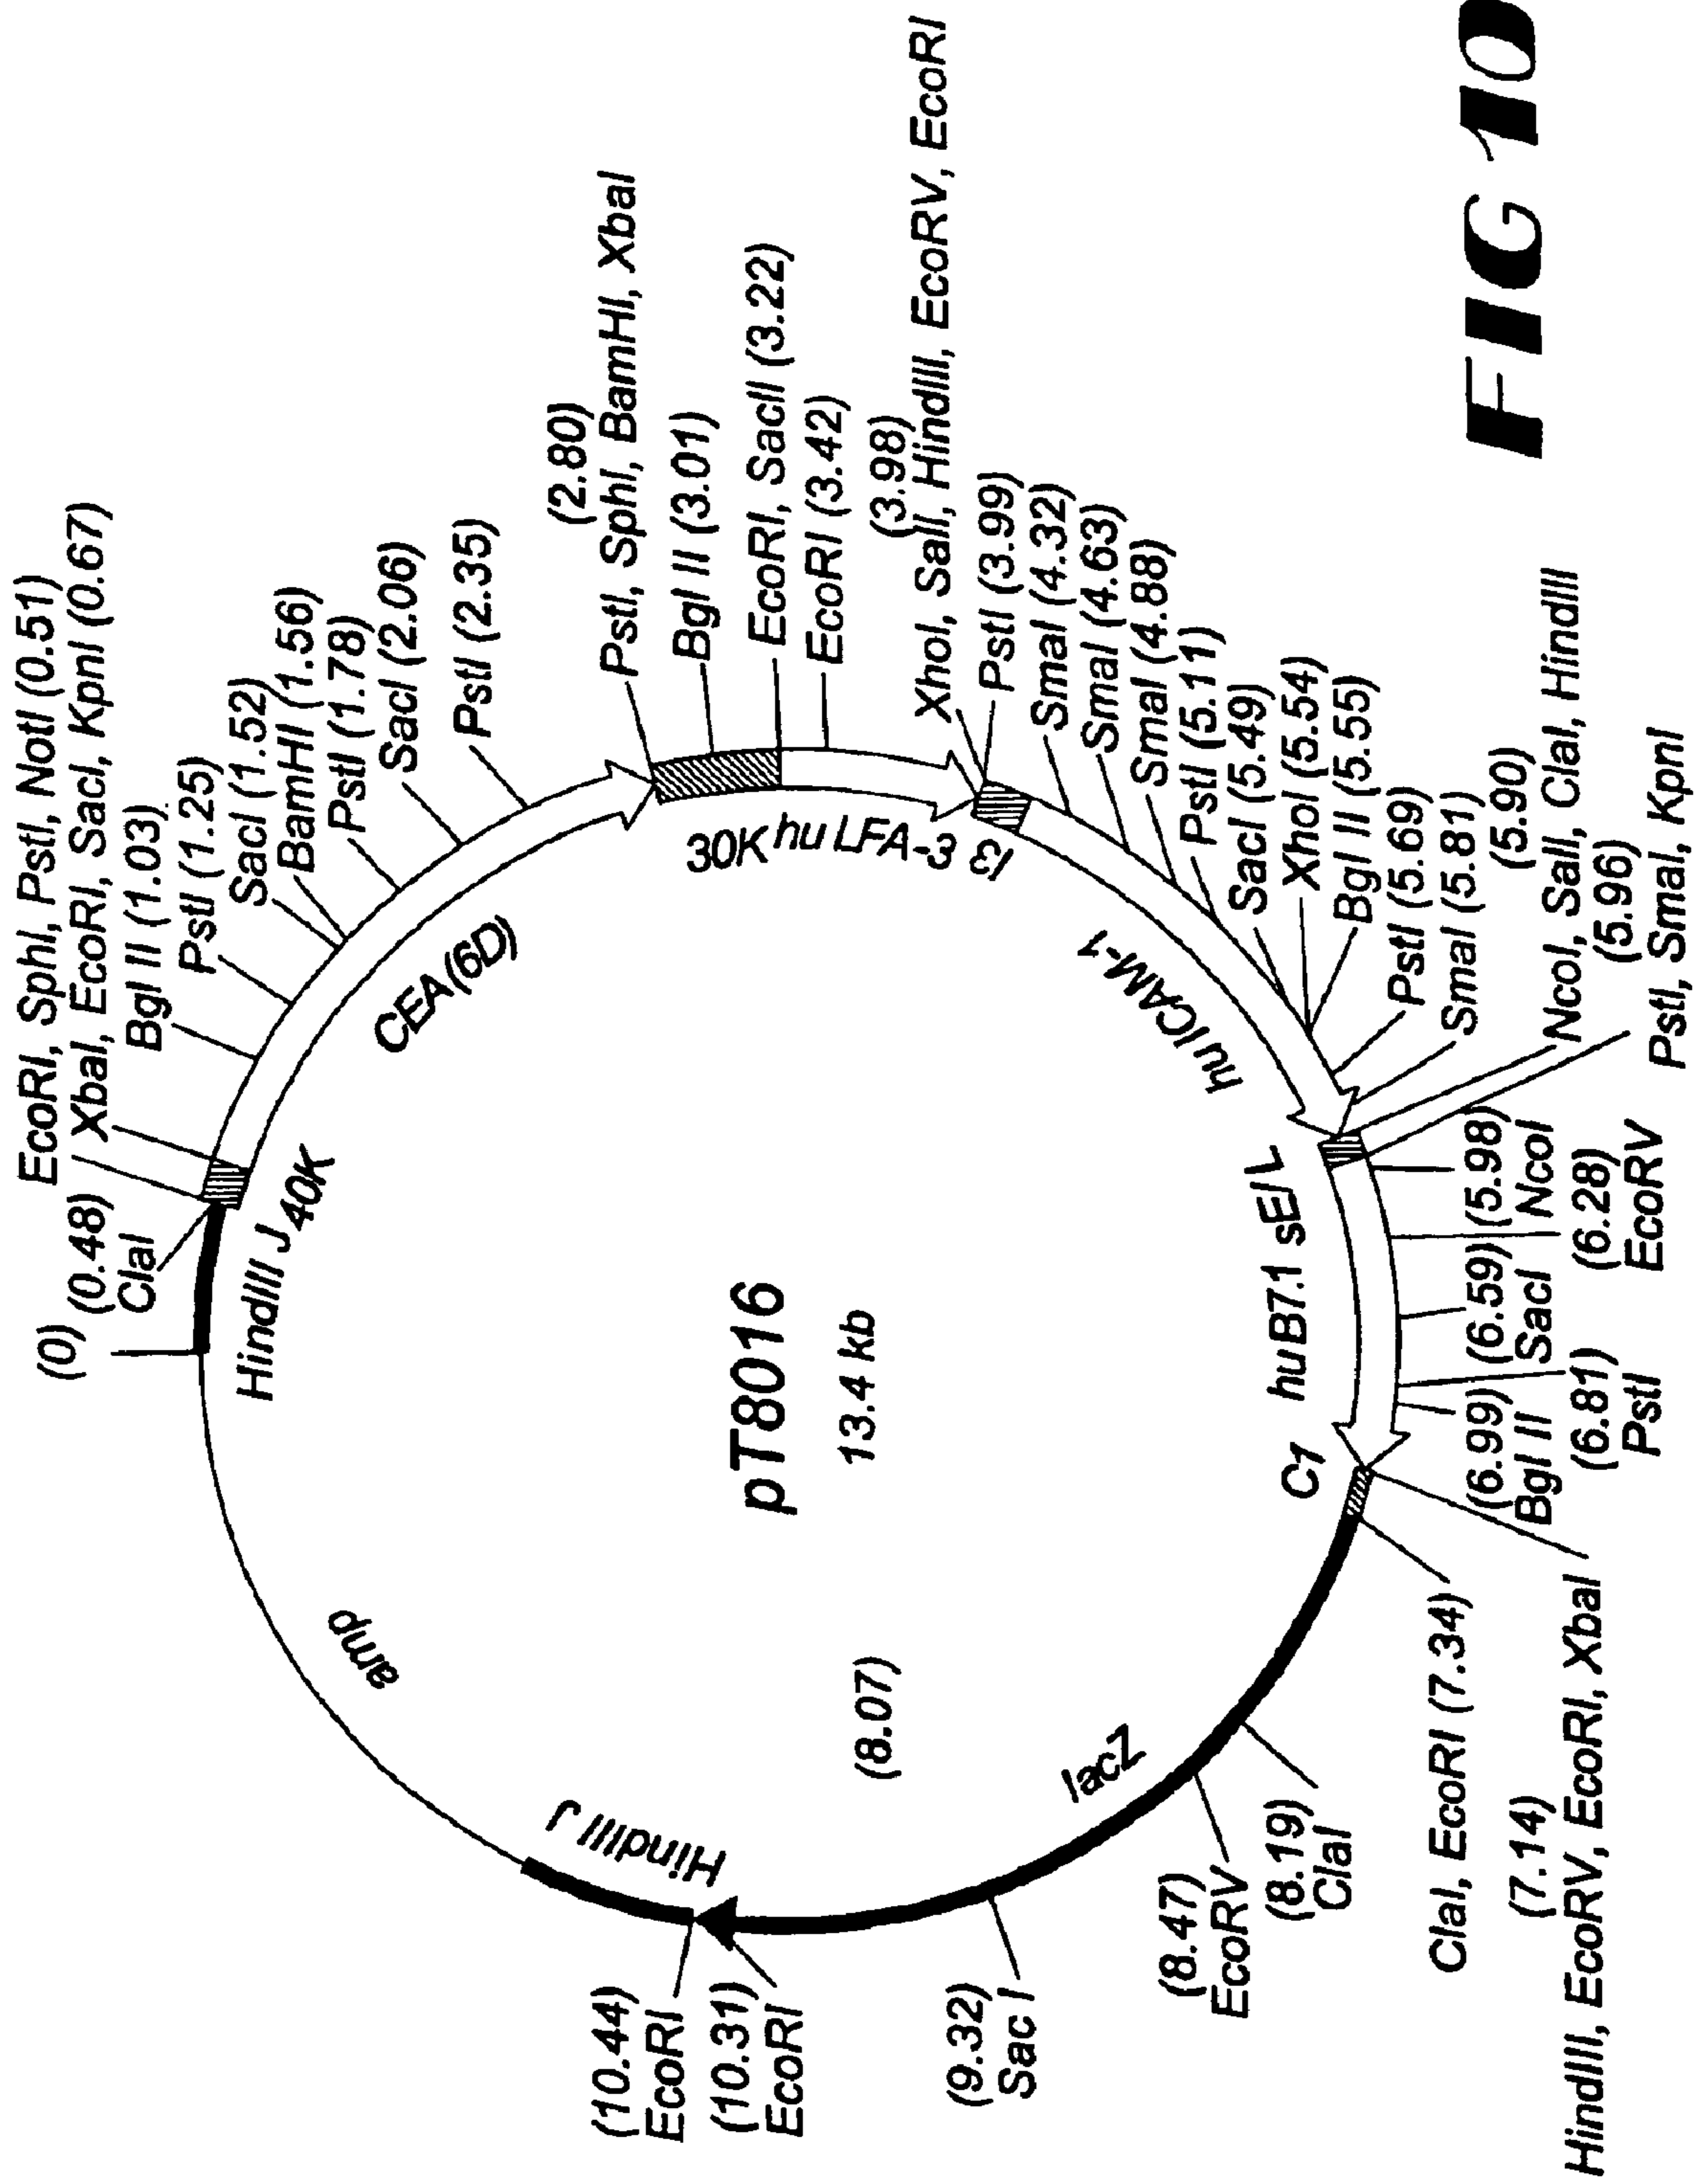 (0)
(0.48)
ClaI
EcoRI, SphI, PstI, NotI (0.51)
XbaI, EcoRI, SacI, KpnI (0.67)
Bgl II (1.03)
PstI (1.25)
SacI (1.52)
BamHI (1.56)
PstI (1.78)
SacI (2.06)
PstI (2.35)
(2.80)
PstI, SphI, BamHI, XbaI
Bgl II (3.01)
EcoRI, SacII (3.22)
EcoRI (3.42)
(3.98)
XhoI, SalI, HindIII, EcoRV, EcoRI
PstI (3.99)
SmaI (4.32)
SmaI (4.63)
SmaI (4.88)
PstI (5.11)
SacI (5.49)
XhoI (5.54)
Bgl II (5.55)
PstI (5.69)
SmaI (5.81)
(5.90)
NcoI, SalI, ClaI, HindIII
(5.96)
PstI, SmaI, KpnI
(5.98)
NcoI
(6.28)
EcoRV
(6.59)
SacI
(6.81)
PstI
(6.99)
Bgl II
(7.14)
HindIII, EcoRV, EcoRI, XbaI
ClaI, EcoRI (7.34)
(8.19)
ClaI
(8.47)
EcoRV
(9.32)
Sac I
(10.31)
EcoRI
(10.44)
EcoRI
HindIII J
40K
CEA(6D)
30K
hu LFA-3
I3
huICAM-1
sE/L
huB7.1
C1
lacZ
(8.07)
HindIII J
amp
pT8016
13.4 kb
FIG 10